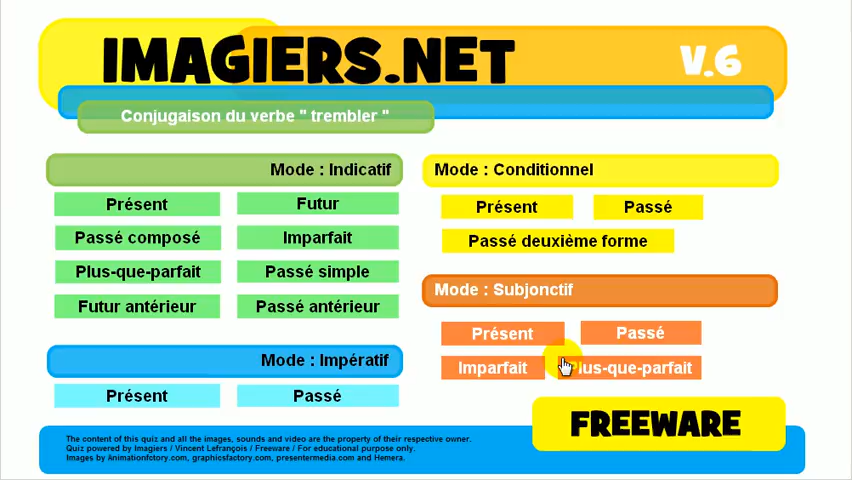 IMAGIERS.NET
V.6
Conjugaison du verbe " trembler "
Mode : Indicatif
Présent
Futur
Passé composé
Imparfait
Plus-que-parfait
Passé simple
Futur antérieur
Passé antérieur
Mode : Impératif
Présent
Passé
Mode : Conditionnel
Présent
Passé
Passé deuxième forme
Mode : Subjonctif
Présent
Passé
Imparfait
Plus-que-parfait
FREEWARE
The content of this quiz and all the images, sounds and video are the property of their respective owner.
Quiz powered by Imagiers / Vincent Lefrançois / Freeware / For educational purpose only.
Images by Animationfctory.com, graphicsfactory.com, presentermedia.com and Hemera.